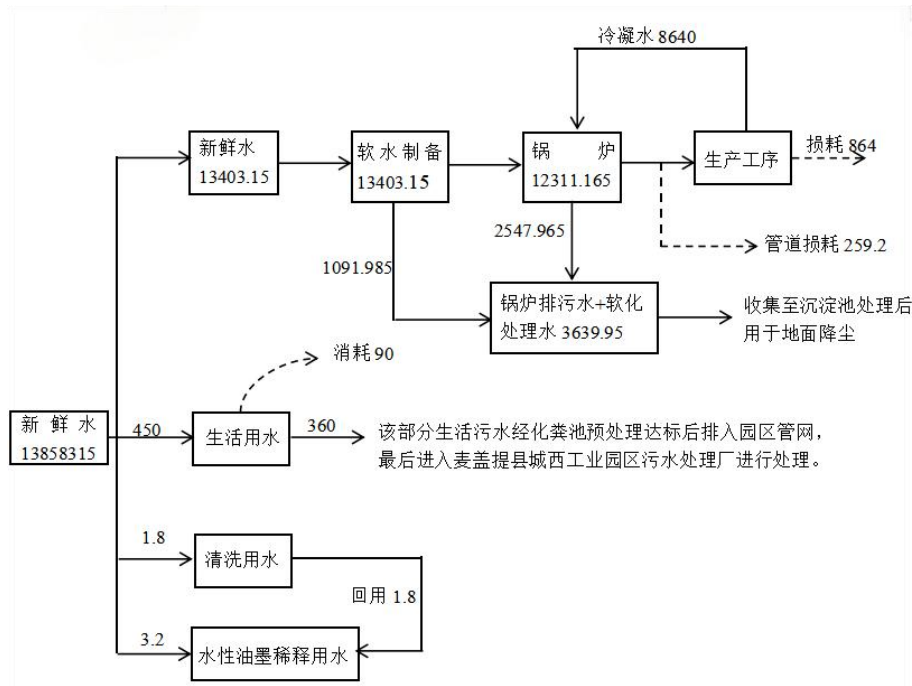 冷凝水 8640
新鲜水
13403.15
软水制备
13403.15
锅 炉
12311.165
生产工序
损耗 864
2547.965
管道损耗 259.2
1091.985
锅炉排污水+软化
处理水 3639.95
收集至沉淀池处理后
用于地面降尘
消耗 90
新 鲜 水
13858315
450
生活用水
360
该部分生活污水经化粪池预处理达标后排入园区管网，
最后进入麦盖提县城西工业园区污水处理厂进行处理。
1.8
清洗用水
回用 1.8
3.2
水性油墨稀释用水